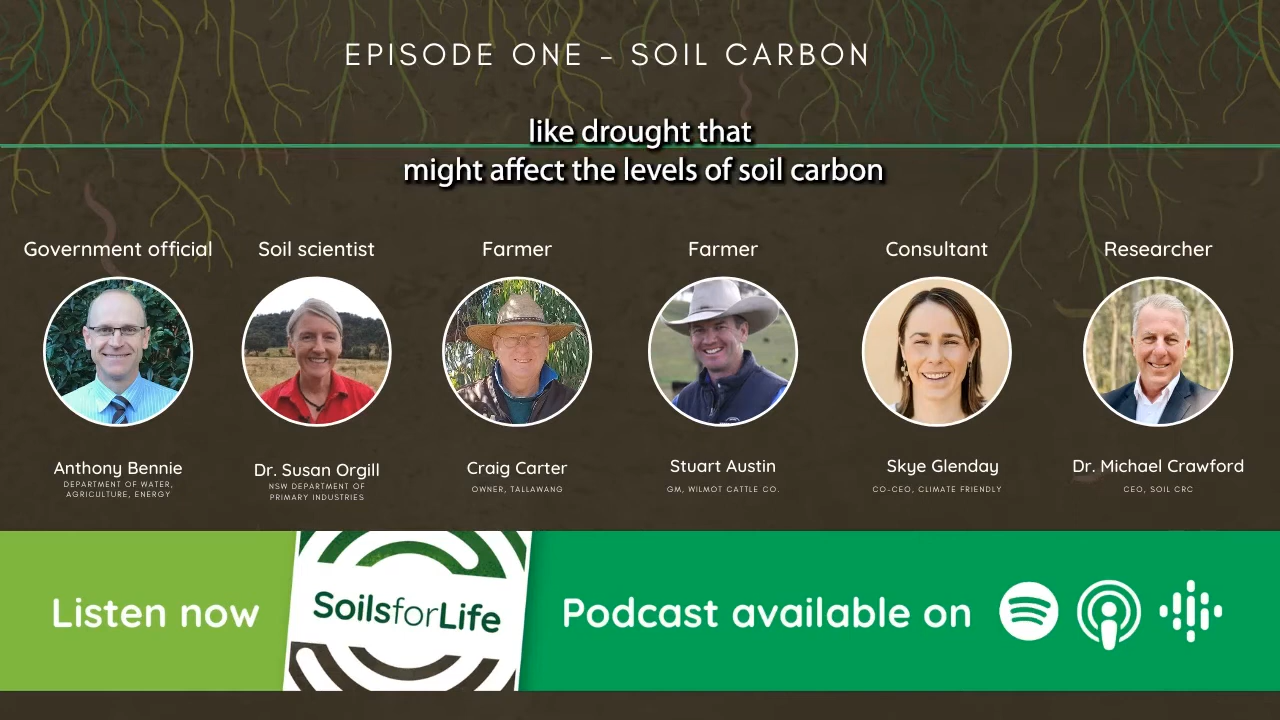 EPISODE ONE – SOIL CARBON
like drought that
might affect the levels of soil carbon
Government official
Soil scientist
Farmer
Farmer
Consultant
Researcher
Anthony Bennie
DEPARTMENT OF WATER,
AGRICULTURE, ENERGY
Dr. Susan Orgill
NSW DEPARTMENT OF
PRIMARY INDUSTRIES
Craig Carter
OWNER, TALLAWANG
Stuart Austin
GM, WILMOT CATTLE CO.
Skye Glenday
CO-CEO, CLIMATE FRIENDLY
Dr. Michael Crawford
CEO, SOIL CRC
Listen now
SoilsforLife
Podcast available on